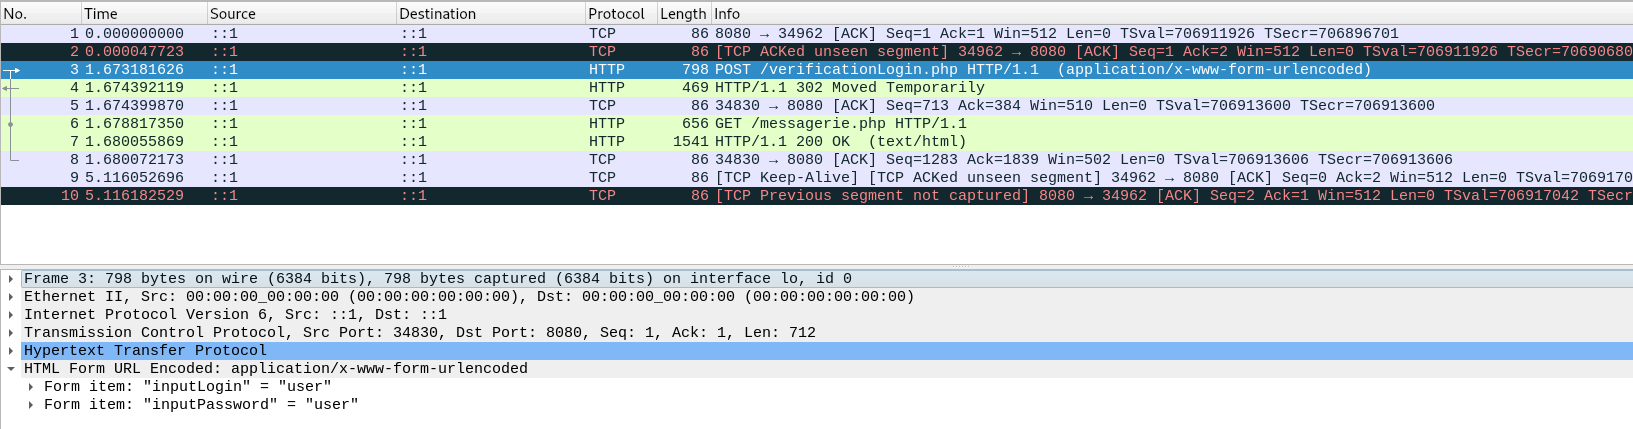 No. Time Source Destination Protocol Length Info
1 0.000000000 ::1 ::1 TCP 86 8080 → 34962 [ACK] Seq=1 Ack=1 Win=512 Len=0 TSval=706911926 TSecr=706896701
2 0.000047723 ::1 ::1 TCP 86 [TCP ACKed unseen segment] 34962 → 8080 [ACK] Seq=1 Ack=2 Win=512 Len=0 TSval=706911926 TSecr=70690680
3 1.673181626 ::1 ::1 HTTP 798 POST /verificationLogin.php HTTP/1.1 (application/x-www-form-urlencoded)
4 1.674392119 ::1 ::1 HTTP 469 HTTP/1.1 302 Moved Temporarily
5 1.674399870 ::1 ::1 TCP 86 34830 → 8080 [ACK] Seq=713 Ack=384 Win=510 Len=0 TSval=706913600 TSecr=706913600
6 1.678817350 ::1 ::1 HTTP 656 GET /messagerie.php HTTP/1.1
7 1.680055869 ::1 ::1 HTTP 1541 HTTP/1.1 200 OK (text/html)
8 1.680072173 ::1 ::1 TCP 86 34830 → 8080 [ACK] Seq=1283 Ack=1839 Win=502 Len=0 TSval=706913606 TSecr=706913606
9 5.116052696 ::1 ::1 TCP 86 [TCP Keep-Alive] [TCP ACKed unseen segment] 34962 → 8080 [ACK] Seq=0 Ack=2 Win=512 Len=0 TSval=7069170
10 5.116182529 ::1 ::1 TCP 86 [TCP Previous segment not captured] 8080 → 34962 [ACK] Seq=2 Ack=1 Win=512 Len=0 TSval=706917042 TSecr
Frame 3: 798 bytes on wire (6384 bits), 798 bytes captured (6384 bits) on interface lo, id 0
Ethernet II, Src: 00:00:00_00:00:00 (00:00:00:00:00:00), Dst: 00:00:00_00:00:00 (00:00:00:00:00:00)
Internet Protocol Version 6, Src: ::1, Dst: ::1
Transmission Control Protocol, Src Port: 34830, Dst Port: 8080, Seq: 1, Ack: 1, Len: 712
Hypertext Transfer Protocol
HTML Form URL Encoded: application/x-www-form-urlencoded
Form item: "inputLogin" = "user"
Form item: "inputPassword" = "user"